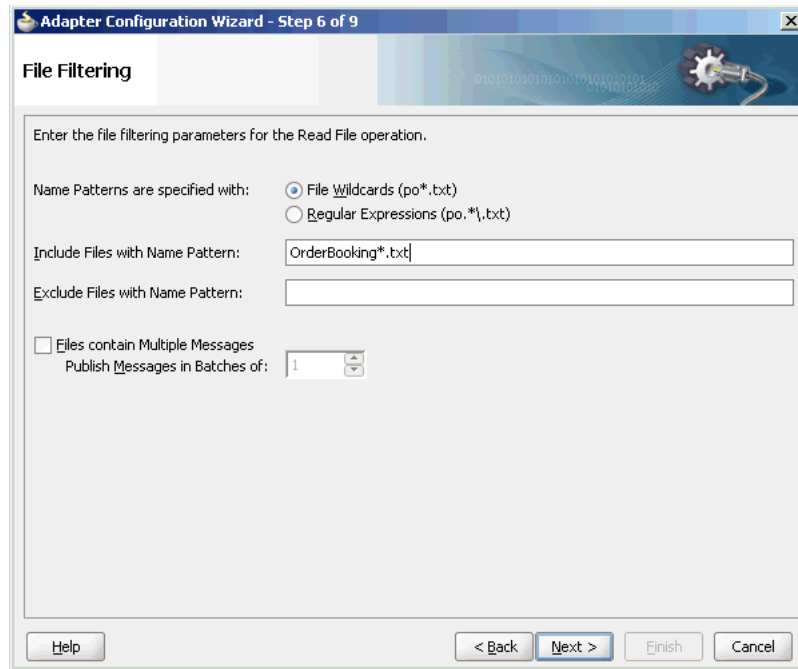 Adapter Configuration Wizard - Step 6 of 9
File Filtering
Enter the file filtering parameters for the Read File operation.
Name Patterns are specified with:
File Wildcards (po*.txt)
Regular Expressions (po.*\.txt)
Include Files with Name Pattern:
OrderBooking*.txt
Exclude Files with Name Pattern:
Files contain Multiple Messages
Publish Messages in Batches of:
1
Help
< Back
Next >
Finish
Cancel